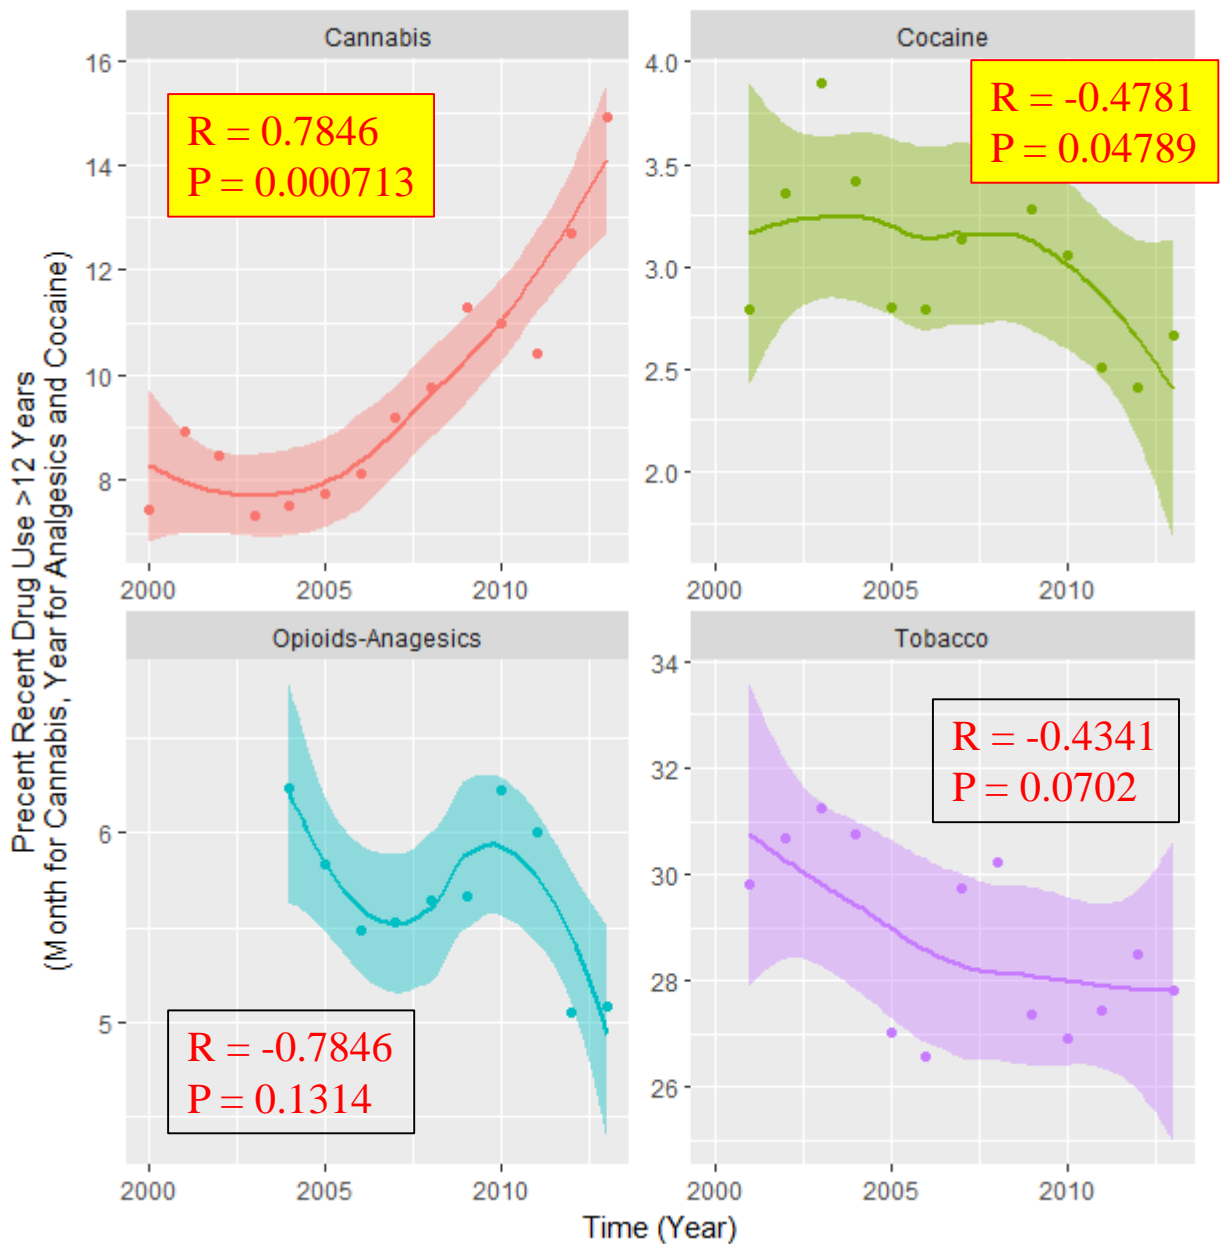 Precent Recent Drug Use >12 Years
(Month for Cannabis, Year for Analgesics and Cocaine)
Cannabis
16
14
12
10
8
2000
2005
2010
R = 0.7846
P = 0.000713
Cocaine
4.0
3.5
3.0
2.5
2.0
2000
2005
2010
R = -0.4781
P = 0.04789
Opioids-Anagesics
6
5
2000
2005
2010
R = -0.7846
P = 0.1314
Tobacco
34
32
30
28
26
2000
2005
2010
R = -0.4341
P = 0.0702
Time (Year)